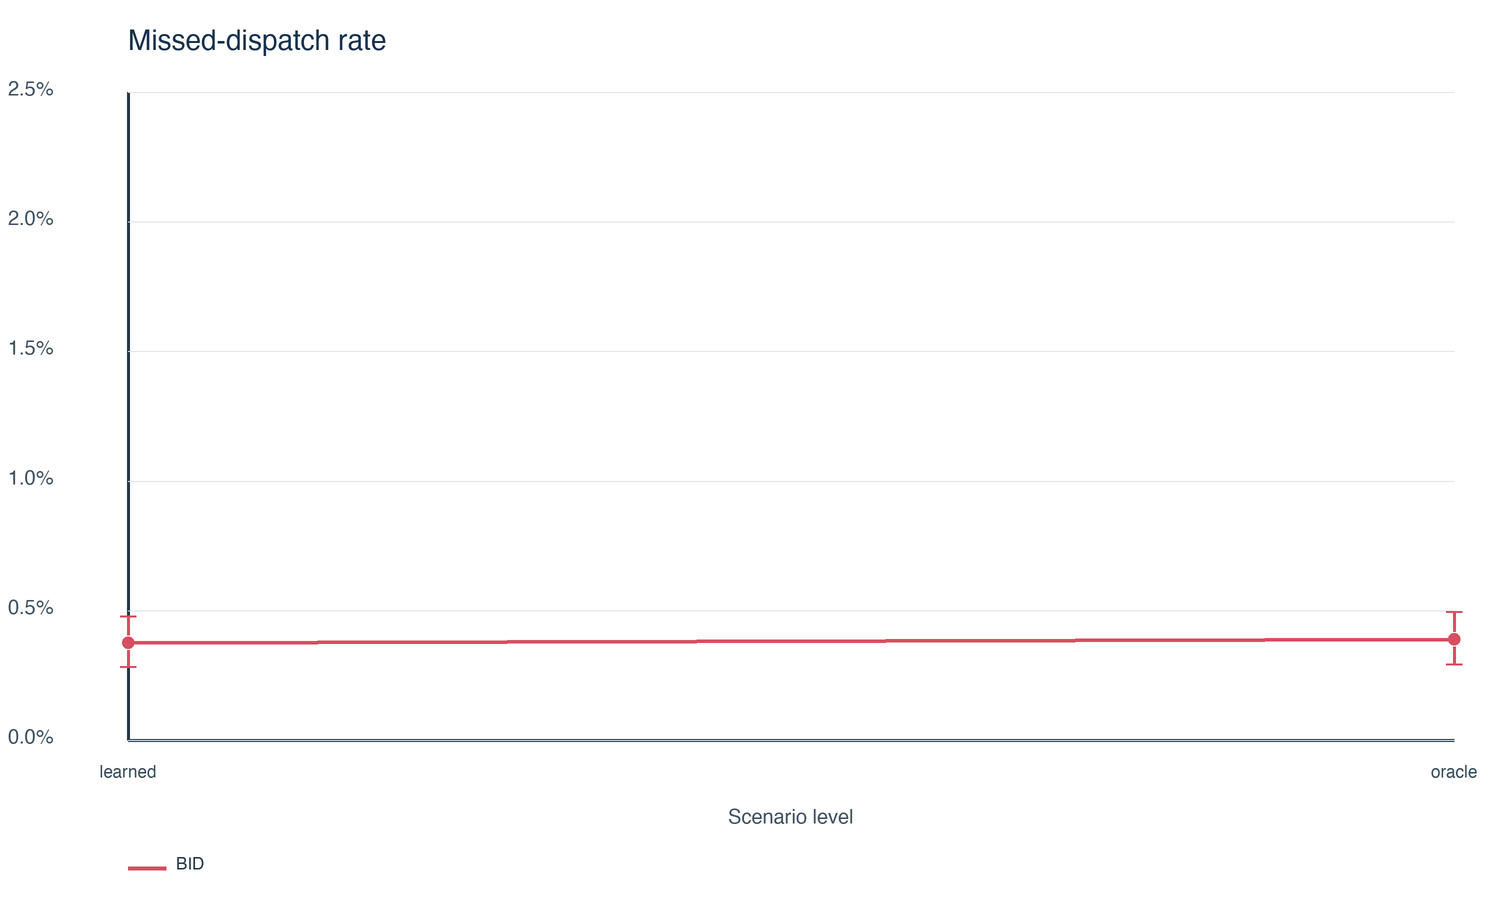 Missed-dispatch rate
2.5%
2.0%
1.5%
1.0%
0.5%
0.0%
learned
oracle
Scenario level
BID